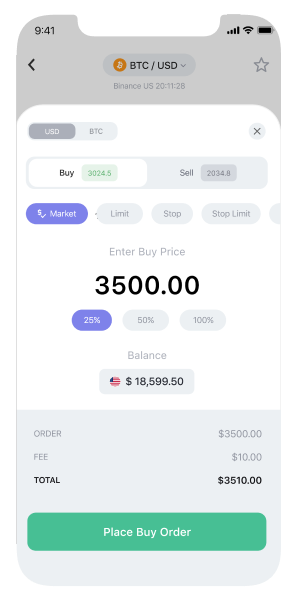 9:41
BTC / USD
Binance US 20:11:28
USD BTC
Buy 3024.5 Sell 2034.8
Market Limit Stop Stop Limit
Enter Buy Price
3500.00
25% 50% 100%
Balance
$ 18,599.50
ORDER $3500.00
FEE $10.00
TOTAL $3510.00
Place Buy Order